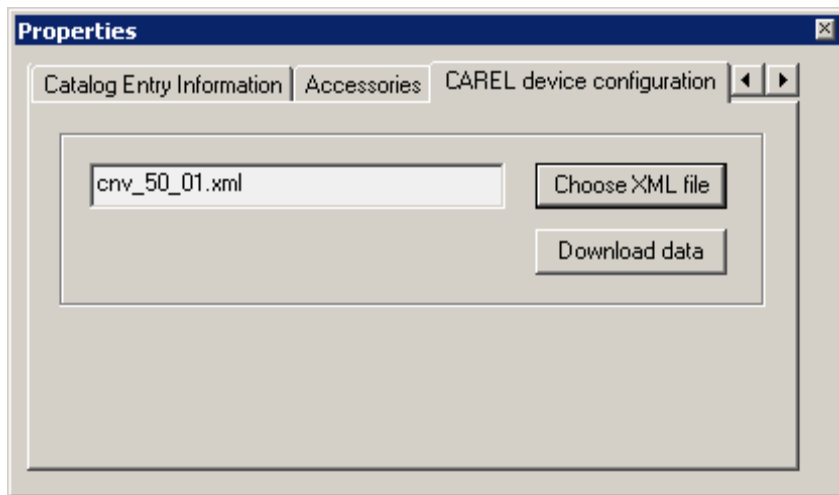 Properties
Catalog Entry Information Accessories CAREL device configuration
cnv_50_01.xml Choose XML file
Download data